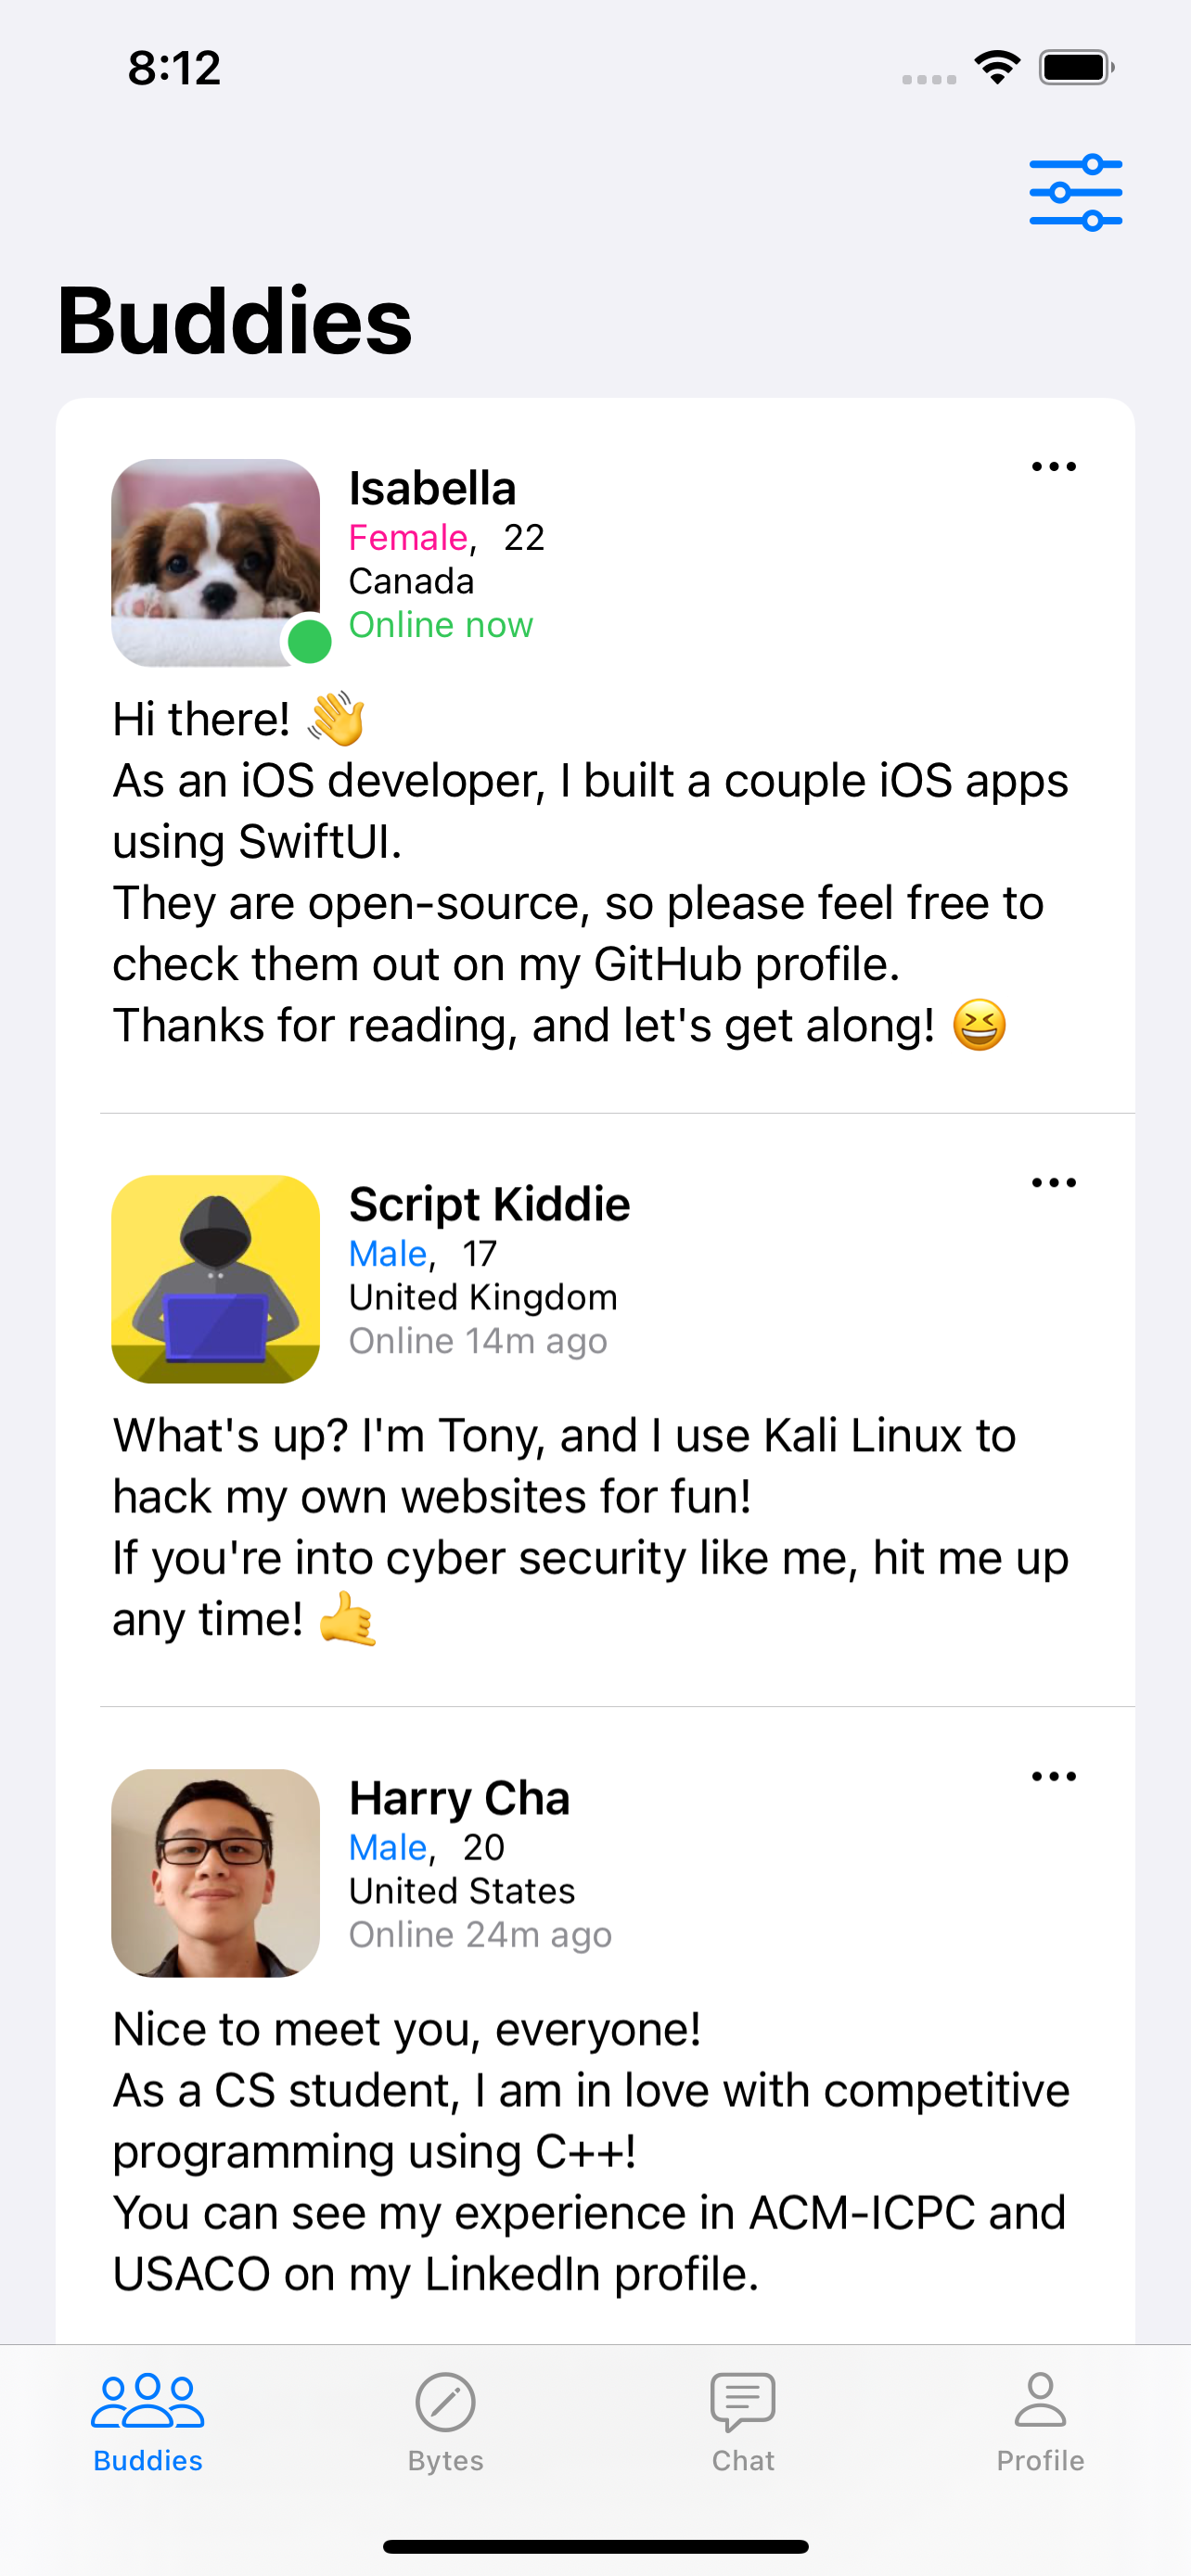 8:12
Buddies
Isabella
Female, 22
Canada
Online now
Hi there! 👋
As an iOS developer, I built a couple iOS apps
using SwiftUI.
They are open-source, so please feel free to
check them out on my GitHub profile.
Thanks for reading, and let's get along! 😆
Script Kiddie
Male, 17
United Kingdom
Online 14m ago
What's up? I'm Tony, and I use Kali Linux to
hack my own websites for fun!
If you're into cyber security like me, hit me up
any time! 🤙
Harry Cha
Male, 20
United States
Online 24m ago
Nice to meet you, everyone!
As a CS student, I am in love with competitive
programming using C++!
You can see my experience in ACM-ICPC and
USACO on my LinkedIn profile.
Buddies
Bytes
Chat
Profile